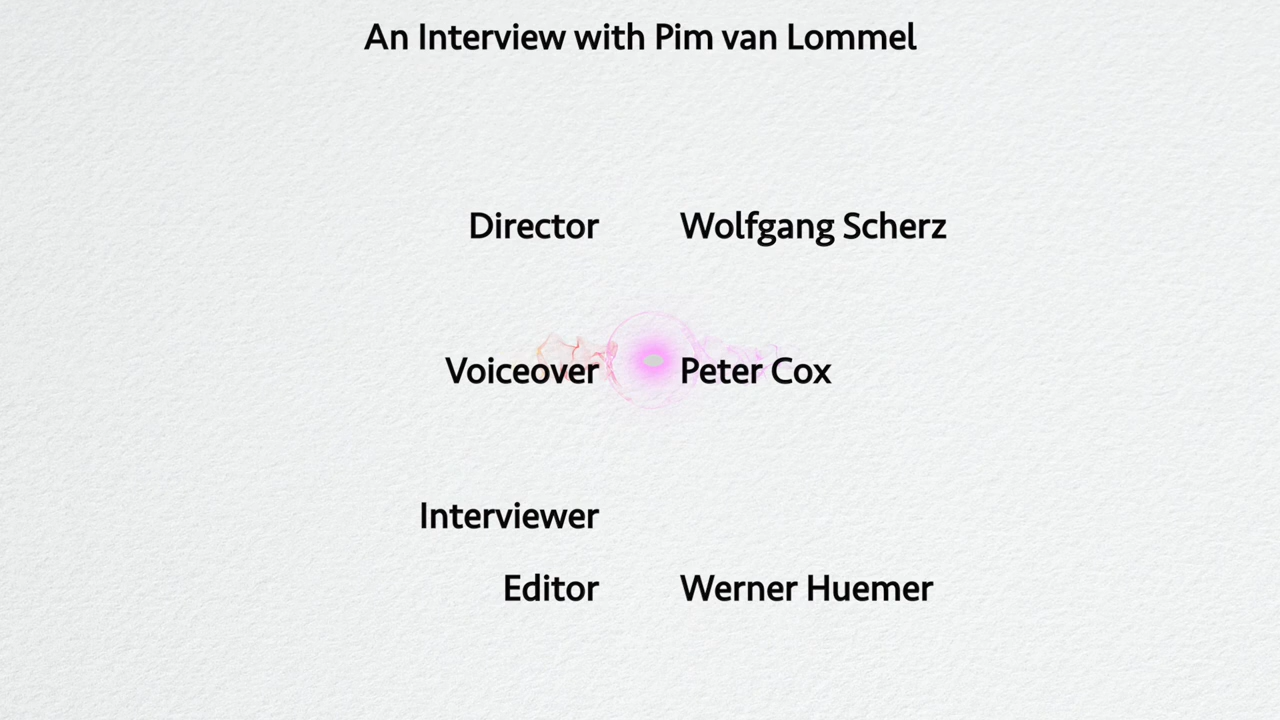 An Interview with Pim van Lommel
Director Wolfgang Scherz
Voiceover Peter Cox
Interviewer
Editor Werner Huemer